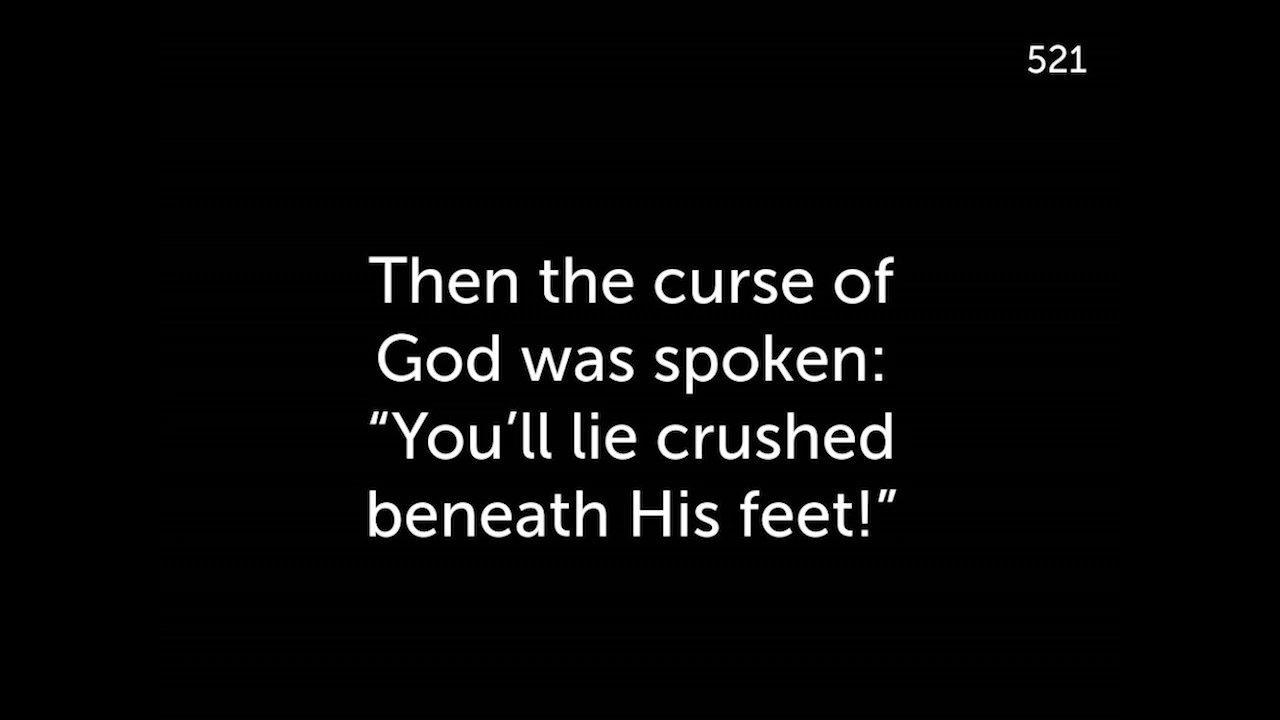 521
Then the curse of
God was spoken:
“You’ll lie crushed
beneath His feet!”